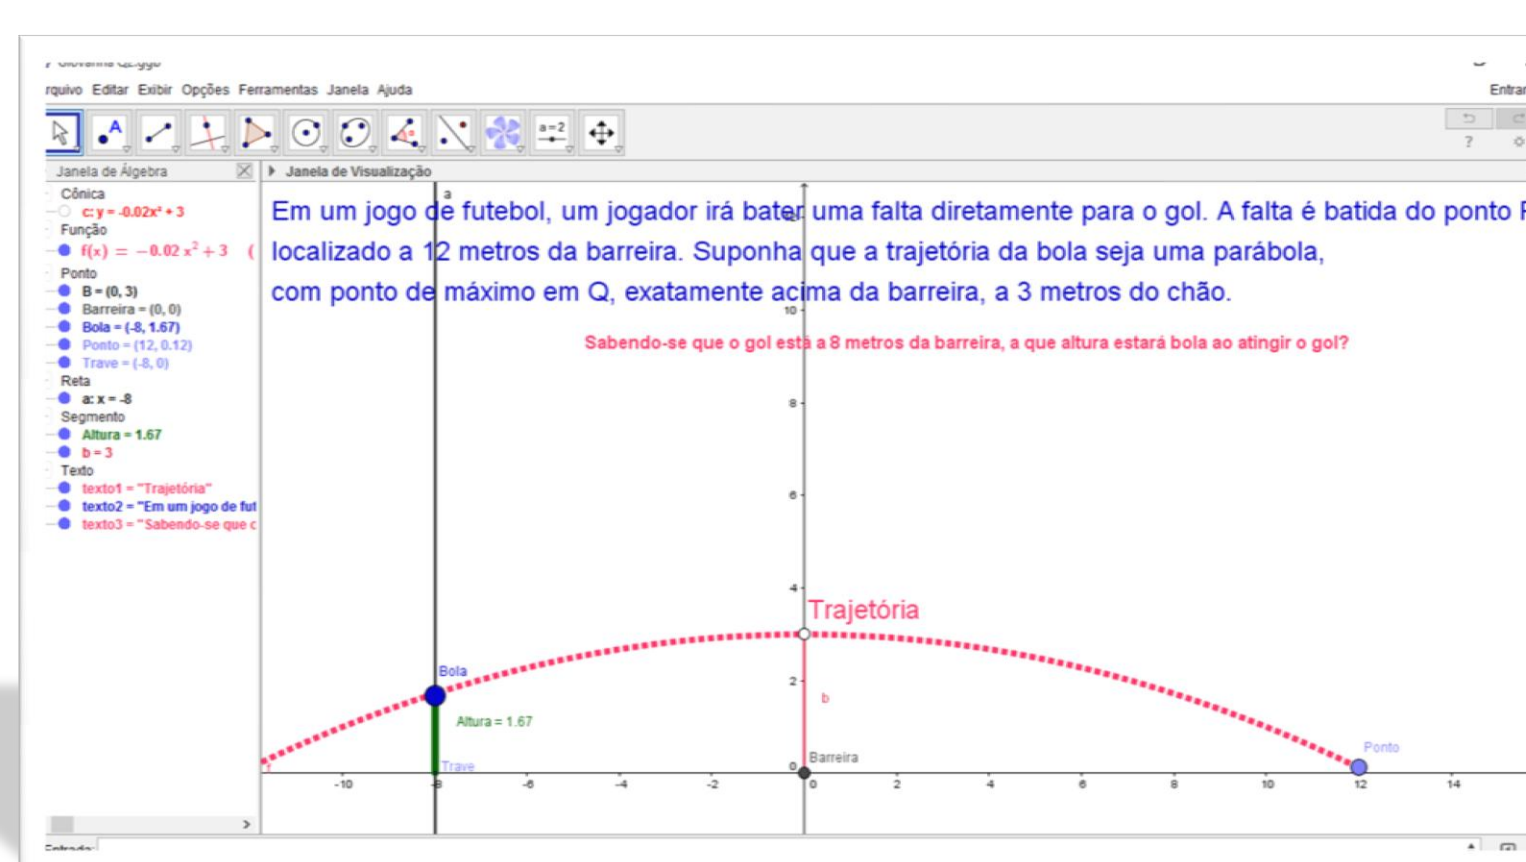 rquivo Editar Exibir Opções Ferramentas Janela Ajuda
Entrar
A
a=2
?
Janela de Álgebra
Janela de Visualização
Cônica
c: y = -0.02x² + 3
Função
f(x) = −0.02 x² + 3 (
Ponto
B = (0, 3)
Barreira = (0, 0)
Bola = (-8, 1.67)
Ponto = (12, 0.12)
Trave = (-8, 0)
Reta
a: x = -8
Segmento
Altura = 1.67
b = 3
Texto
texto1 = "Trajetória"
texto2 = "Em um jogo de fut
texto3 = "Sabendo-se que c
a
Em um jogo de futebol, um jogador irá bater uma falta diretamente para o gol. A falta é batida do ponto
localizado a 12 metros da barreira. Suponha que a trajetória da bola seja uma parábola,
com ponto de máximo em Q, exatamente acima da barreira, a 3 metros do chão.
Sabendo-se que o gol está a 8 metros da barreira, a que altura estará bola ao atingir o gol?
10
8
6
4
Trajetória
2
b
Bola
Altura = 1.67
Trave
Barreira
Ponto
0
-10 -8 -6 -4 -2 0 2 4 6 8 10 12 14